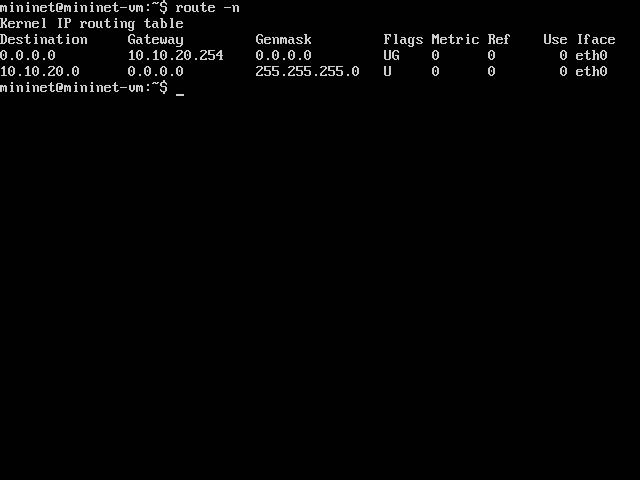 mininet@mininet-vm:~$ route -n
Kernel IP routing table
Destination     Gateway         Genmask         Flags Metric Ref    Use Iface
0.0.0.0         10.10.20.254    0.0.0.0         UG    0      0        0 eth0
10.10.20.0      0.0.0.0         255.255.255.0   U     0      0        0 eth0
mininet@mininet-vm:~$ _